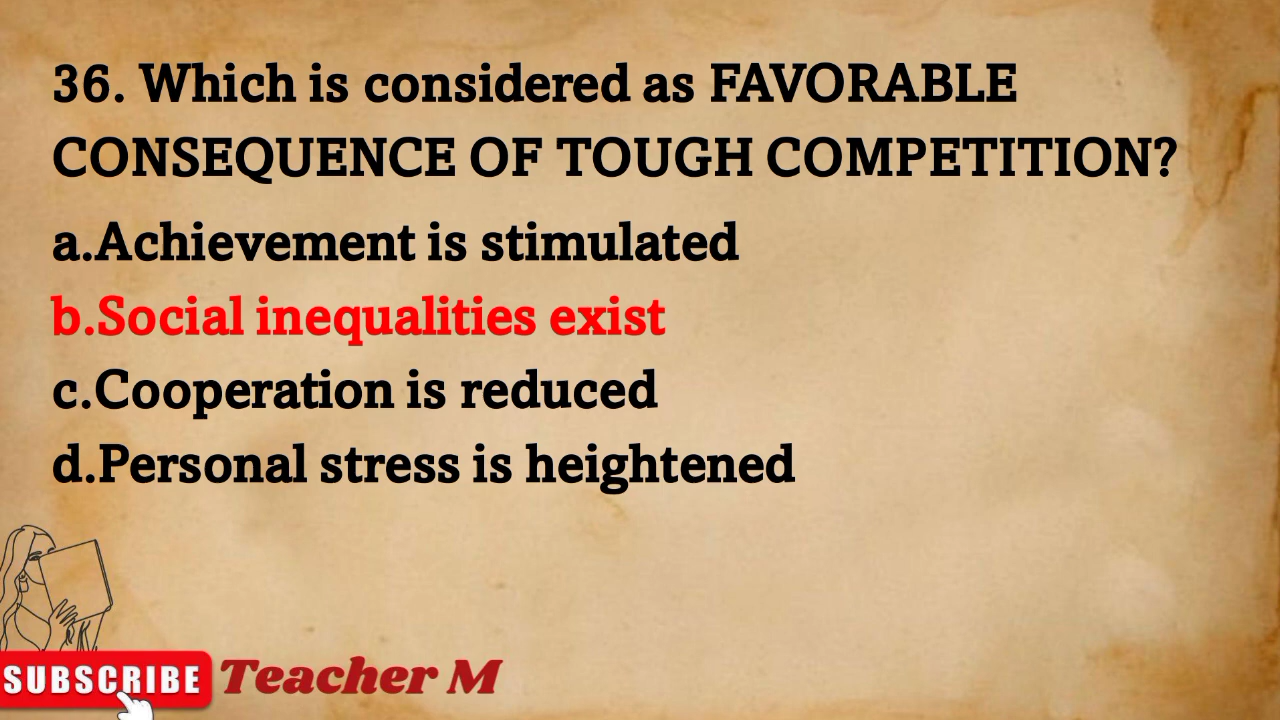 36. Which is considered as FAVORABLE
CONSEQUENCE OF TOUGH COMPETITION?
a.Achievement is stimulated
b.Social inequalities exist
c.Cooperation is reduced
d.Personal stress is heightened
SUBSCRIBE Teacher M